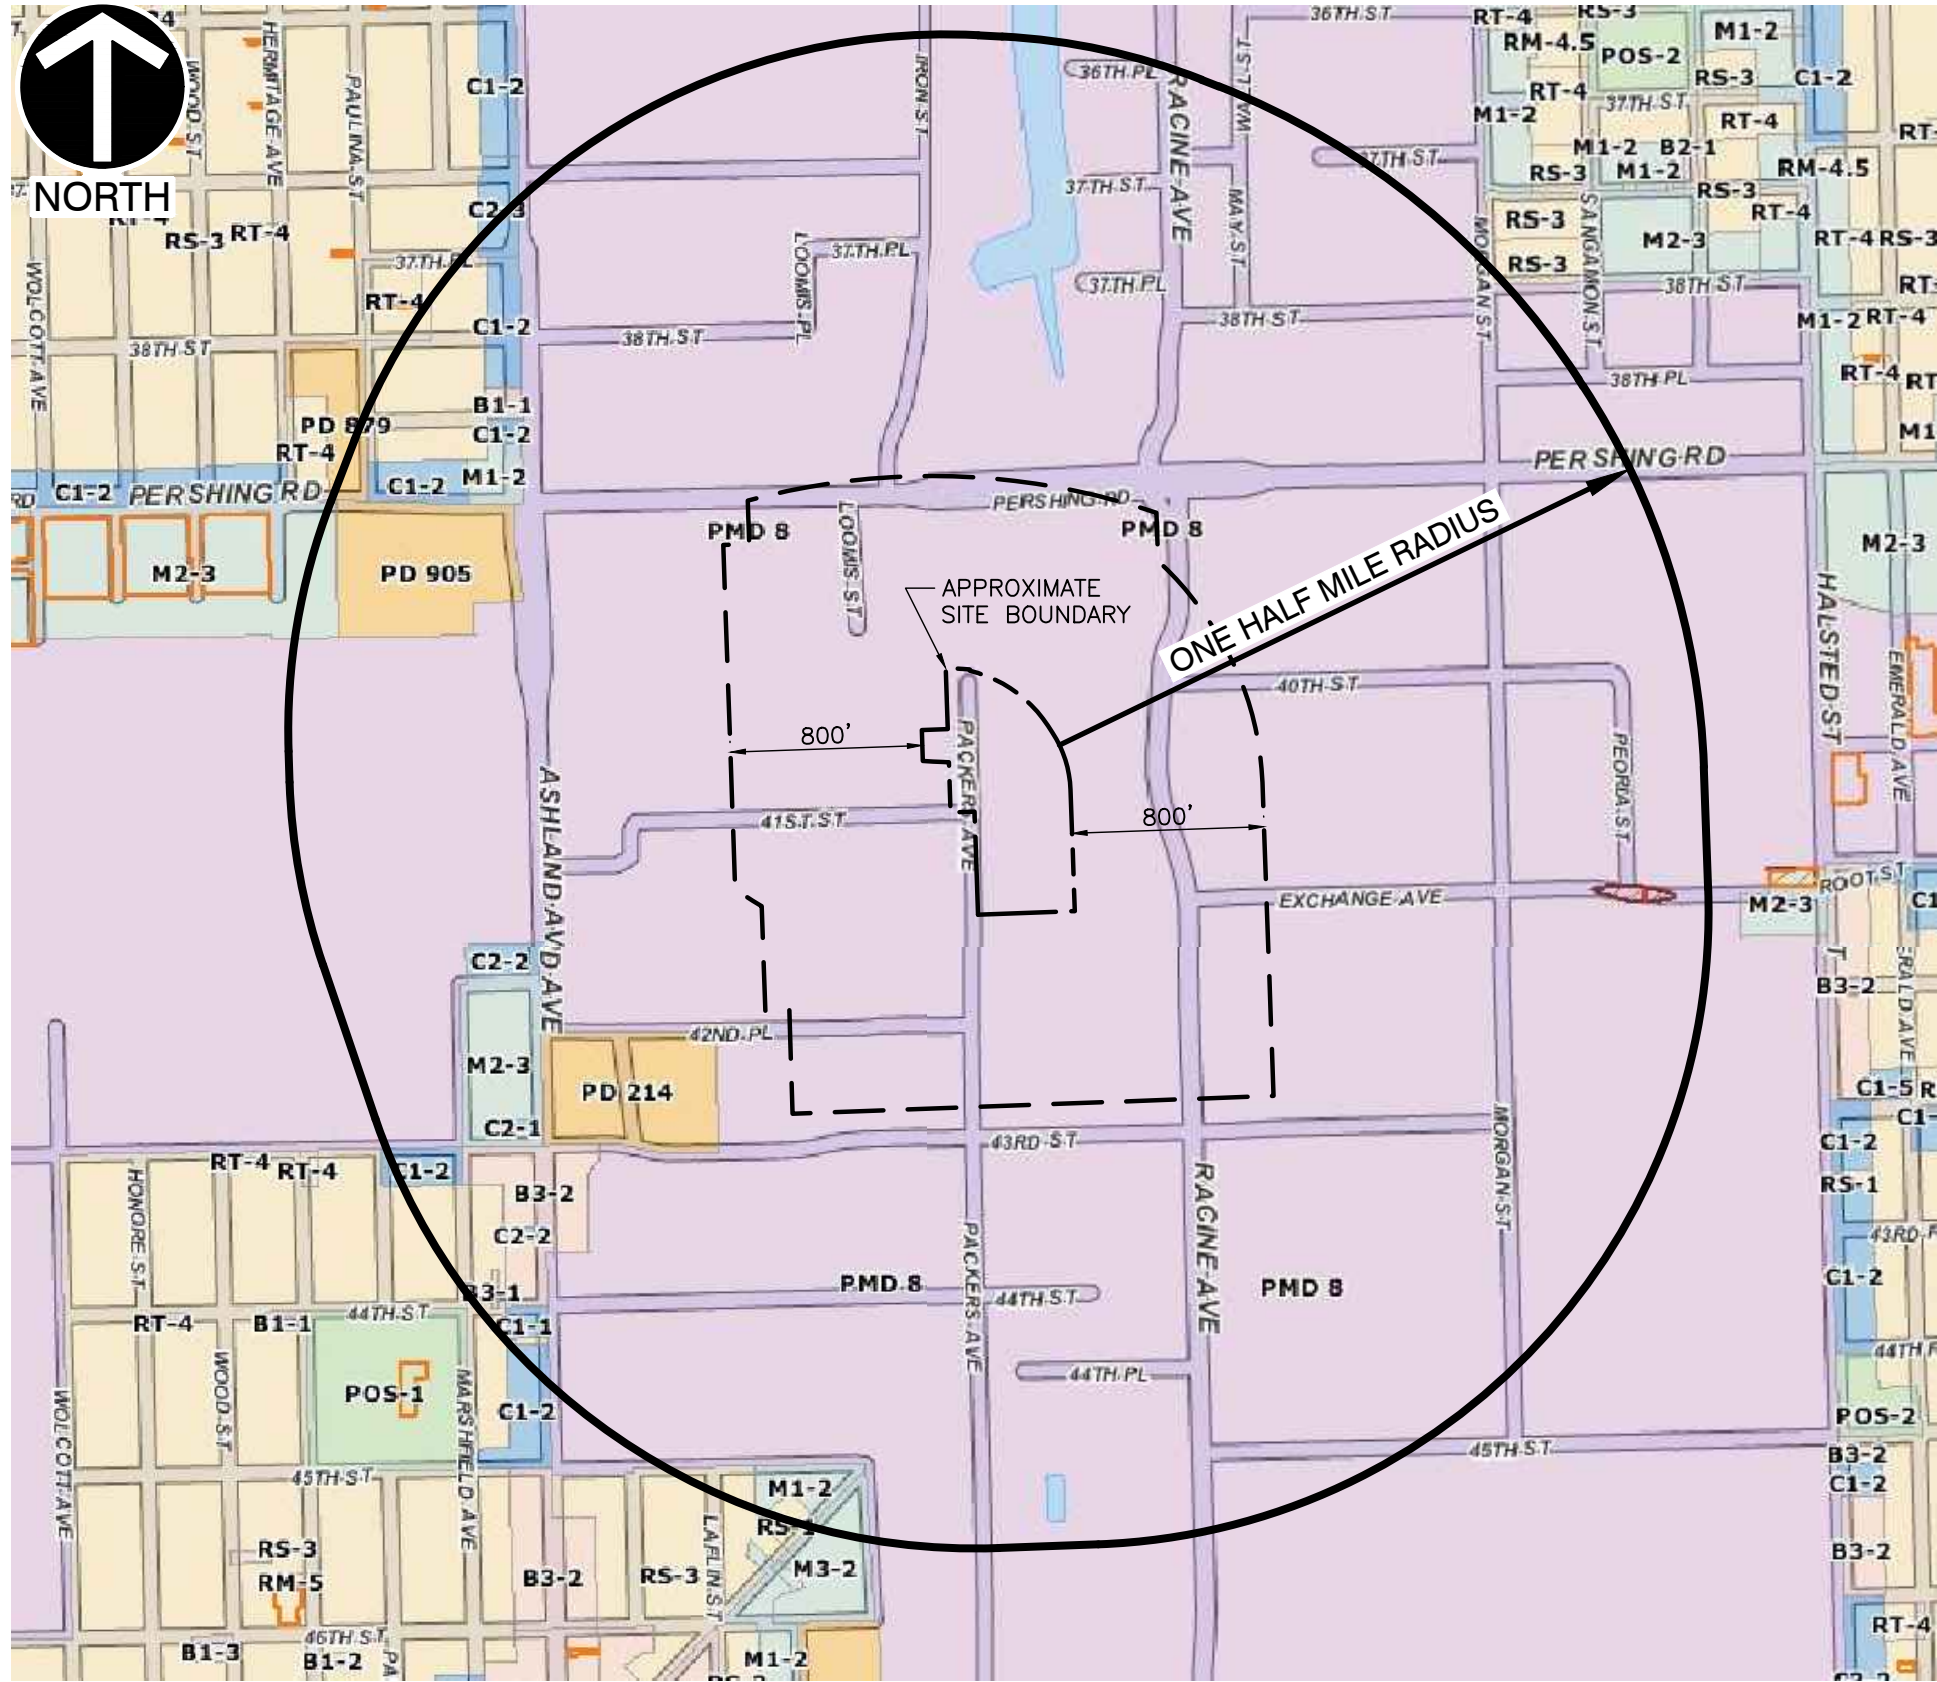 NORTH
WOOD ST
HERMITAGE AVE
PAULINA ST
C1-2
IRON ST
36TH PL
RACINE AVE
WALL ST
36TH ST
RT-4
RS-3
M1-2
RM-4.5
POS-2
RS-3
C1-2
RT-4
37TH ST
M1-2
RT-4
37TH ST
M1-2
B2-1
RS-3
M1-2
RM-4.5
RS-3
37TH ST
MAY ST
C2-3
RT-4
RS-3
RT-4
LOOMIS PL
37TH PL
37TH PL
RS-3
SANGAMON ST
RT-4
M2-3
RT-4
RS-3
MORGAN ST
RS-3
WOLCOTT AVE
37TH PL
38TH ST
RT-4
C1-2
38TH ST
38TH ST
M1-2
RT-4
38TH ST
38TH PL
RT-4
B1-1
PD 879
C1-2
RT-4
PERSHING RD
M1-2
C1-2
PERSHING RD
C1-2
PERSHING RD
PMD 8
LOOMIS ST
PMD 8
ONE HALF MILE RADIUS
M2-3
M2-3
PD 905
APPROXIMATE
SITE BOUNDARY
HALSTED ST
40TH ST
EMERALD AVE
800'
PACKERS AVE
PEORIA ST
ASHLAND AVE
41ST ST
800'
EXCHANGE AVE
ROOT ST
M2-3
C2-2
AVE
B3-2
42ND PL
M2-3
PD 214
C1-5
C2-1
MORGAN ST
43RD ST
C1-2
RT-4
RT-4
C1-2
HONORE ST
B3-2
RACINE AVE
RS-1
C2-2
PACKERS AVE
B3-1
PMD 8
44TH ST
PMD 8
C1-2
44TH ST
RT-4
B1-1
C1-1
WOOD ST
44TH PL
POS-1
MARSHFIELD AVE
C1-2
WOLCOTT AVE
POS-2
45TH ST
45TH ST
B3-2
C1-2
M1-2
LAFLIN ST
RS-3
RS-3
M3-2
B3-2
RM-5
B3-2
RS-3
46TH ST
RT-4
B1-3
B1-2
M1-2